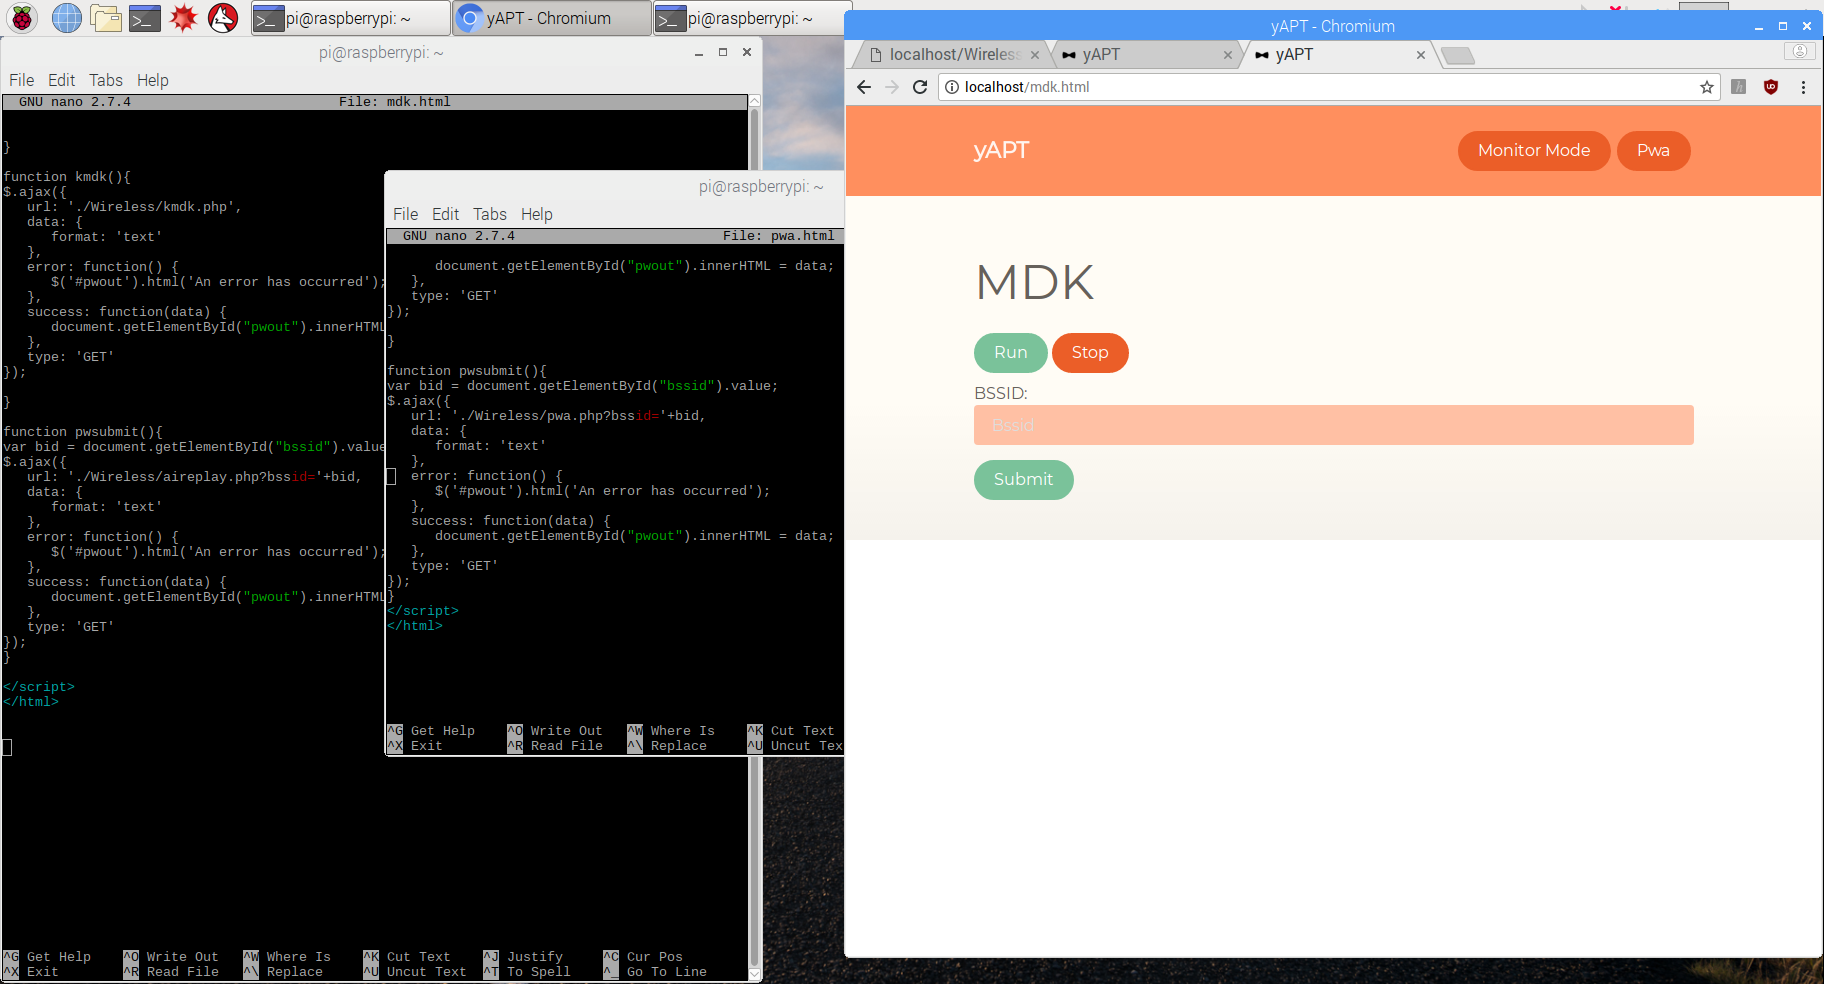 pi@raspberrypi: ~
yAPT - Chromium
pi@raspberrypi: ~
pi@raspberrypi: ~
File Edit Tabs Help
GNU nano 2.7.4 File: mdk.html
}
function kmdk(){
$.ajax({
url: './Wireless/kmdk.php',
data: {
format: 'text'
},
error: function() {
$('#pwout').html('An error has occurred');
},
success: function(data) {
document.getElementById("pwout").innerHTML
},
type: 'GET'
});
}
function pwsubmit(){
var bid = document.getElementById("bssid").value
$.ajax({
url: './Wireless/aireplay.php?bssid='+bid,
data: {
format: 'text'
},
error: function() {
$('#pwout').html('An error has occurred');
},
success: function(data) {
document.getElementById("pwout").innerHTML
},
type: 'GET'
});
}
</script>
</html>
^G Get Help ^O Write Out ^W Where Is ^K Cut Text ^J Justify ^C Cur Pos
^X Exit ^R Read File ^\ Replace ^U Uncut Text ^T To Spell ^_ Go To Line
pi@raspberrypi: ~
File Edit Tabs Help
GNU nano 2.7.4 File: pwa.html
document.getElementById("pwout").innerHTML = data;
},
type: 'GET'
});
}
function pwsubmit(){
var bid = document.getElementById("bssid").value;
$.ajax({
url: './Wireless/pwa.php?bssid='+bid,
data: {
format: 'text'
},
error: function() {
$('#pwout').html('An error has occurred');
},
success: function(data) {
document.getElementById("pwout").innerHTML = data;
},
type: 'GET'
});
}
</script>
</html>
^G Get Help ^O Write Out ^W Where Is ^K Cut Text
^X Exit ^R Read File ^\ Replace ^U Uncut Tex
yAPT - Chromium
localhost/Wireless yAPT yAPT
localhost/mdk.html
yAPT
Monitor Mode Pwa
MDK
Run Stop
BSSID:
Bssid
Submit